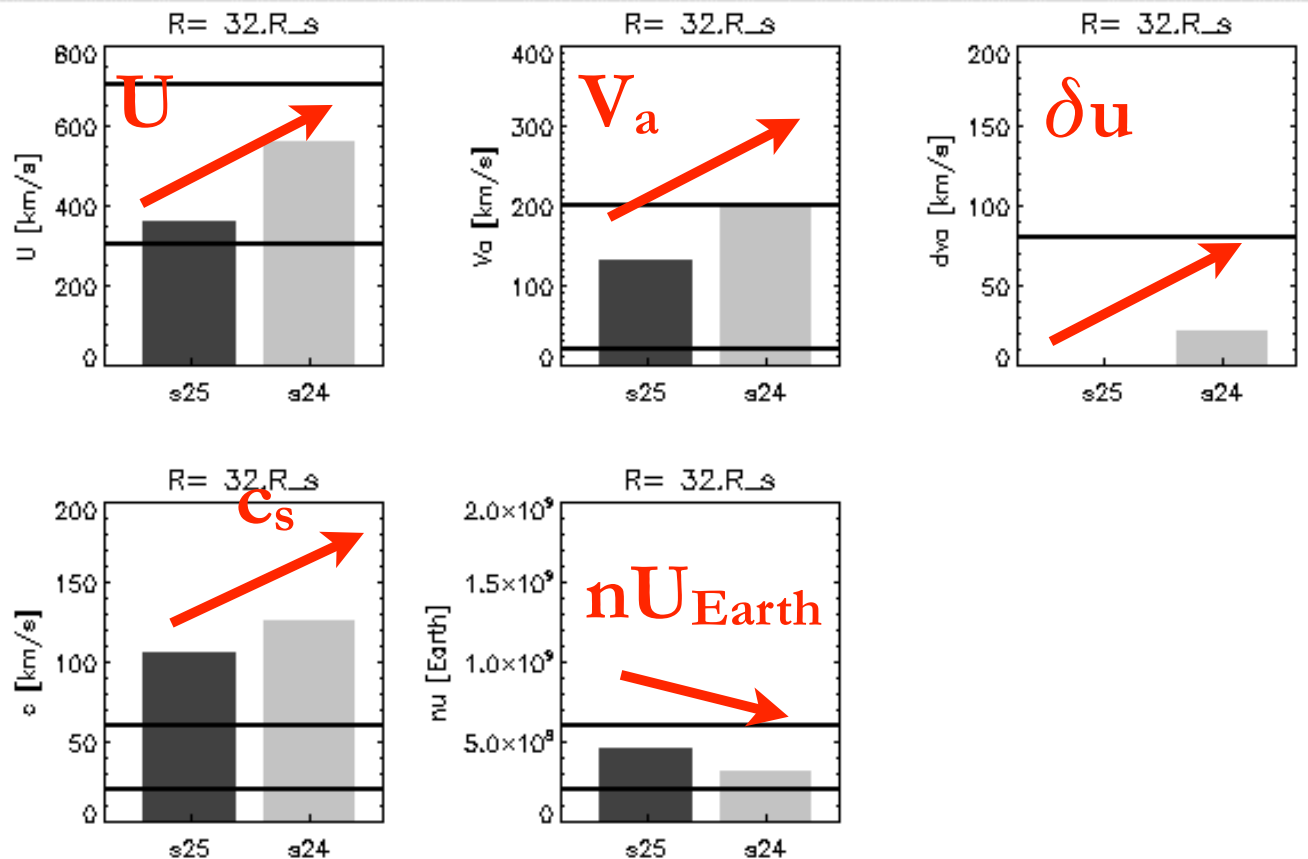 R= 32.R_s
800
600
400
200
0
U [km/s]
U
s25
s24
R= 32.R_s
400
300
200
100
0
Va [km/s]
Va
s25
s24
R= 32.R_s
200
150
100
50
0
dva [km/s]
δu
s25
s24
R= 32.R_s
200
150
100
50
0
c [km/s]
cs
s25
s24
R= 32.R_s
2.0×10⁹
1.5×10⁹
1.0×10⁹
5.0×10⁸
0
nu [Earth]
nUEarth
s25
s24